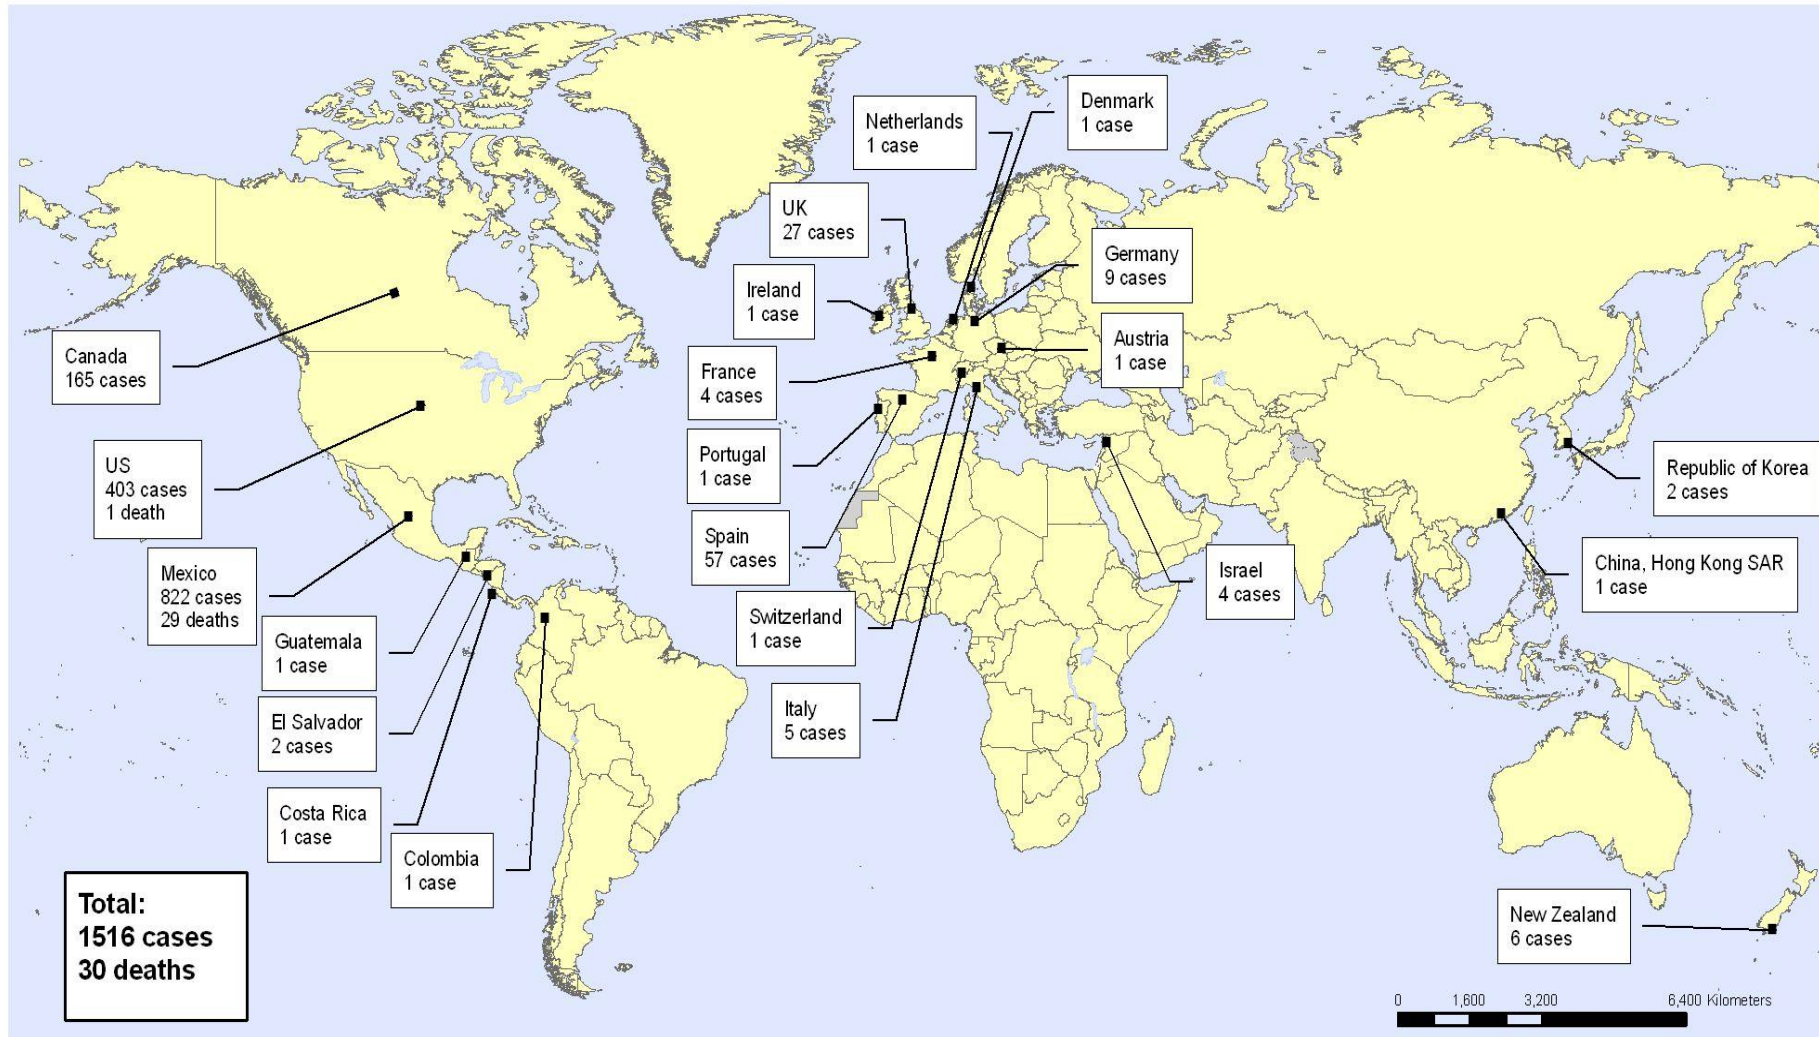 Denmark
1 case
Netherlands
1 case
UK
27 cases
Germany
9 cases
Ireland
1 case
Canada
165 cases
France
4 cases
Austria
1 case
US
403 cases
1 death
Portugal
1 case
Republic of Korea
2 cases
Spain
57 cases
Mexico
822 cases
29 deaths
Israel
4 cases
China, Hong Kong SAR
1 case
Guatemala
1 case
Switzerland
1 case
El Salvador
2 cases
Italy
5 cases
Costa Rica
1 case
Colombia
1 case
Total:
1516 cases
30 deaths
New Zealand
6 cases
0 1,600 3,200 6,400 Kilometers